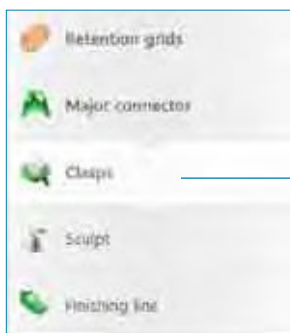 Retention grids
Major connector
Clasps
Sculpt
Finishing line